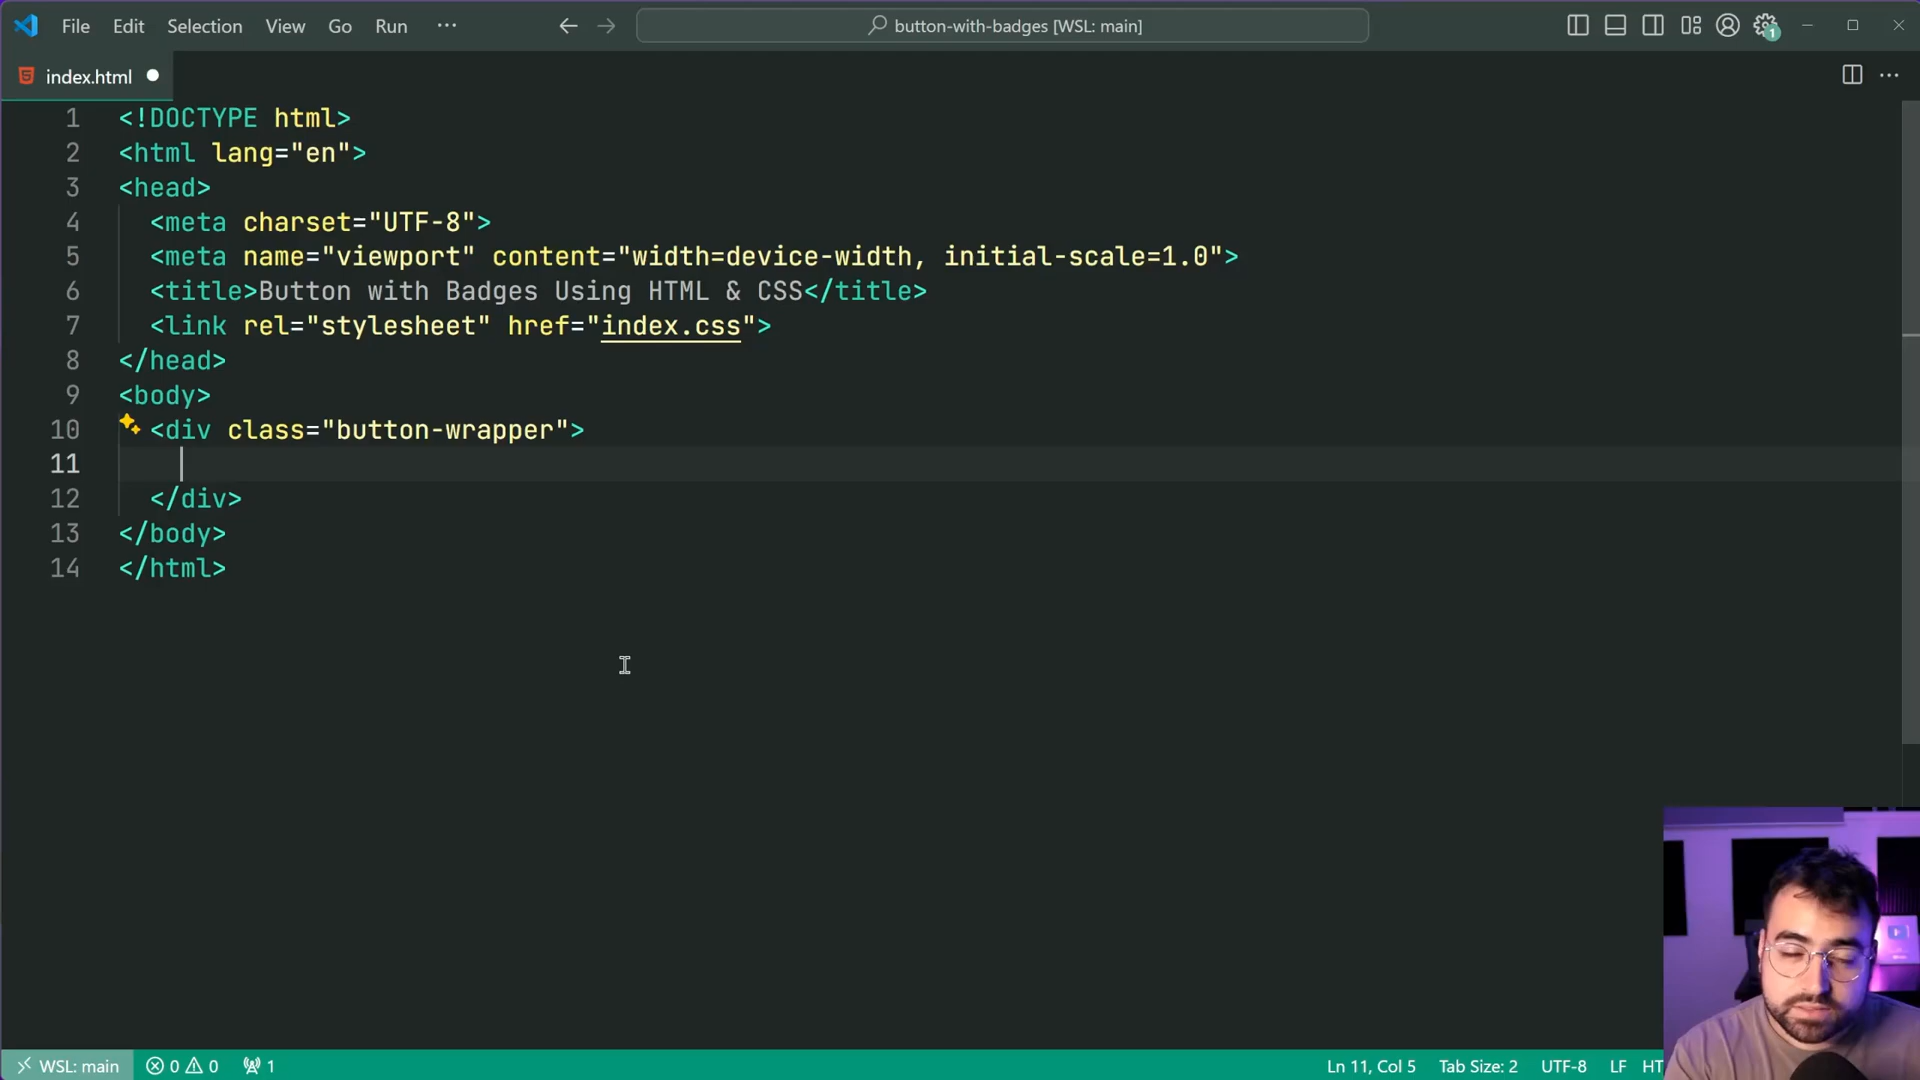 File Edit Selection View Go Run ··· button-with-badges [WSL: main] 1
index.html
1 <!DOCTYPE html>
2 <html lang="en">
3 <head>
4 <meta charset="UTF-8">
5 <meta name="viewport" content="width=device-width, initial-scale=1.0">
6 <title>Button with Badges Using HTML & CSS</title>
7 <link rel="stylesheet" href="index.css">
8 </head>
9 <body>
10 <div class="button-wrapper">
11
12 </div>
13 </body>
14 </html>
WSL: main 0 0 1 Ln 11, Col 5 Tab Size: 2 UTF-8 LF HT